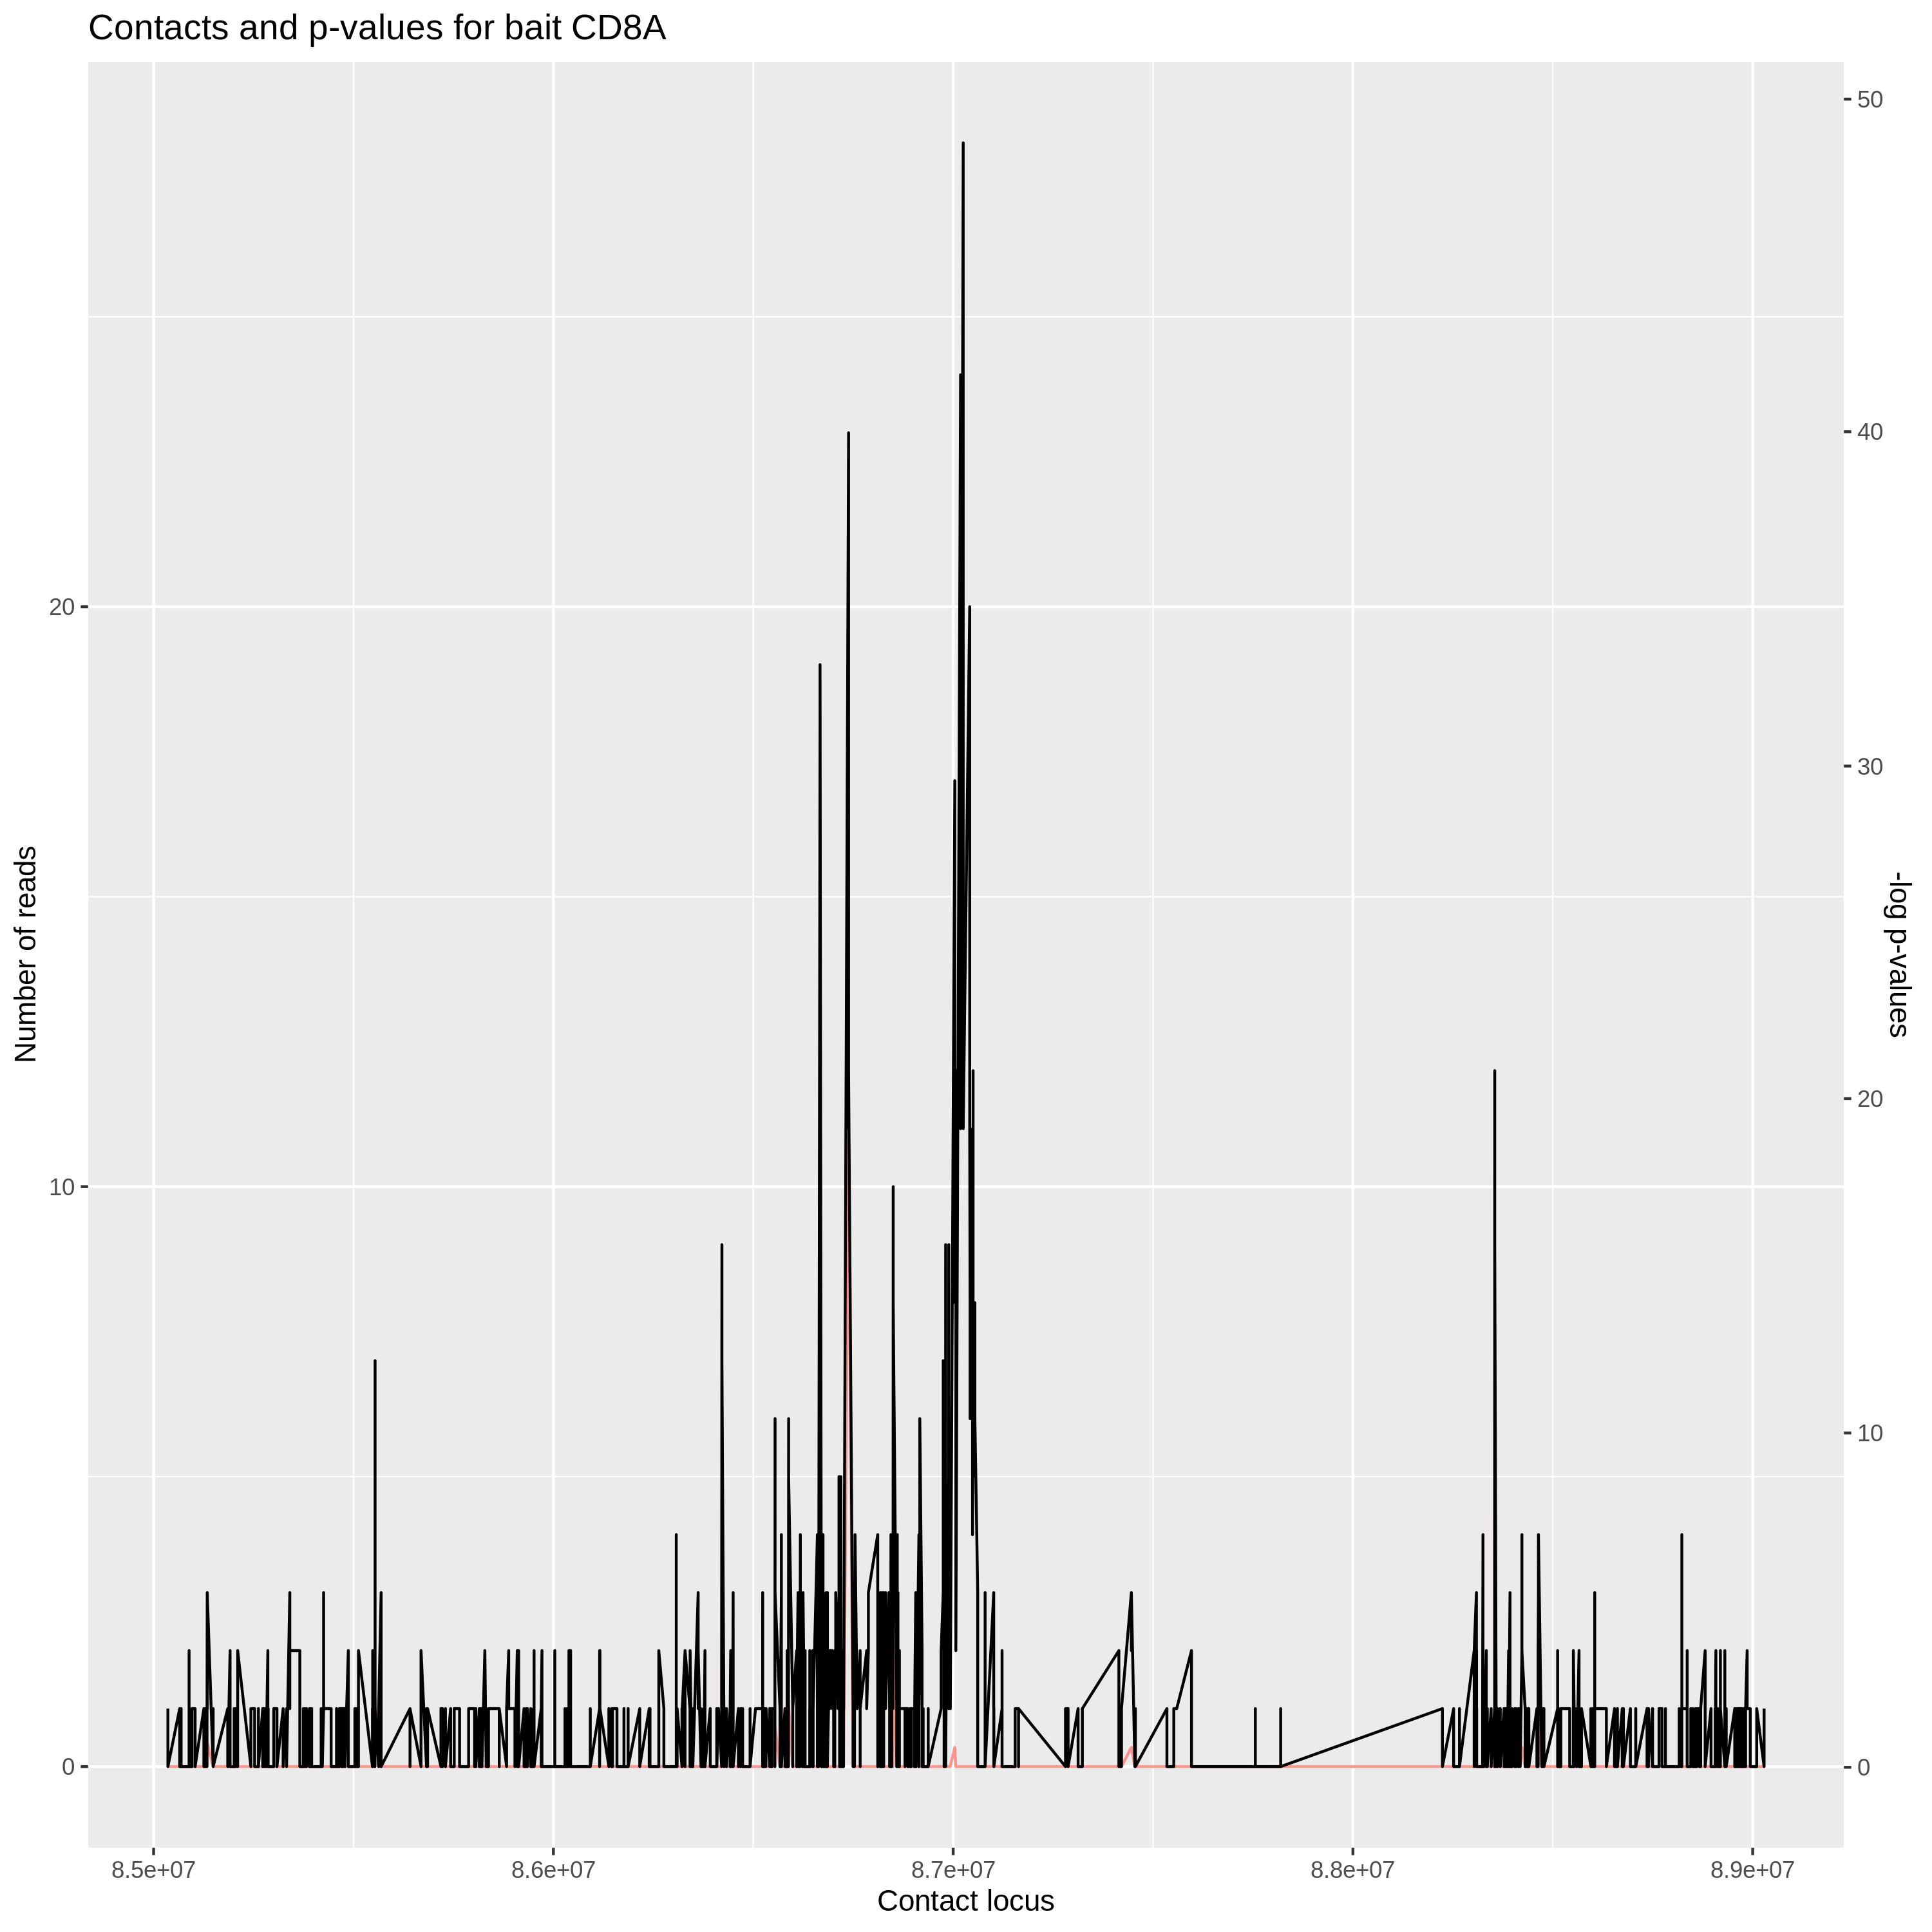 Contacts and p-values for bait CD8A
50
40
20
30
Number of reads
-log p-values
20
10
10
0
0
8.5e+07 8.6e+07 8.7e+07 8.8e+07 8.9e+07
Contact locus